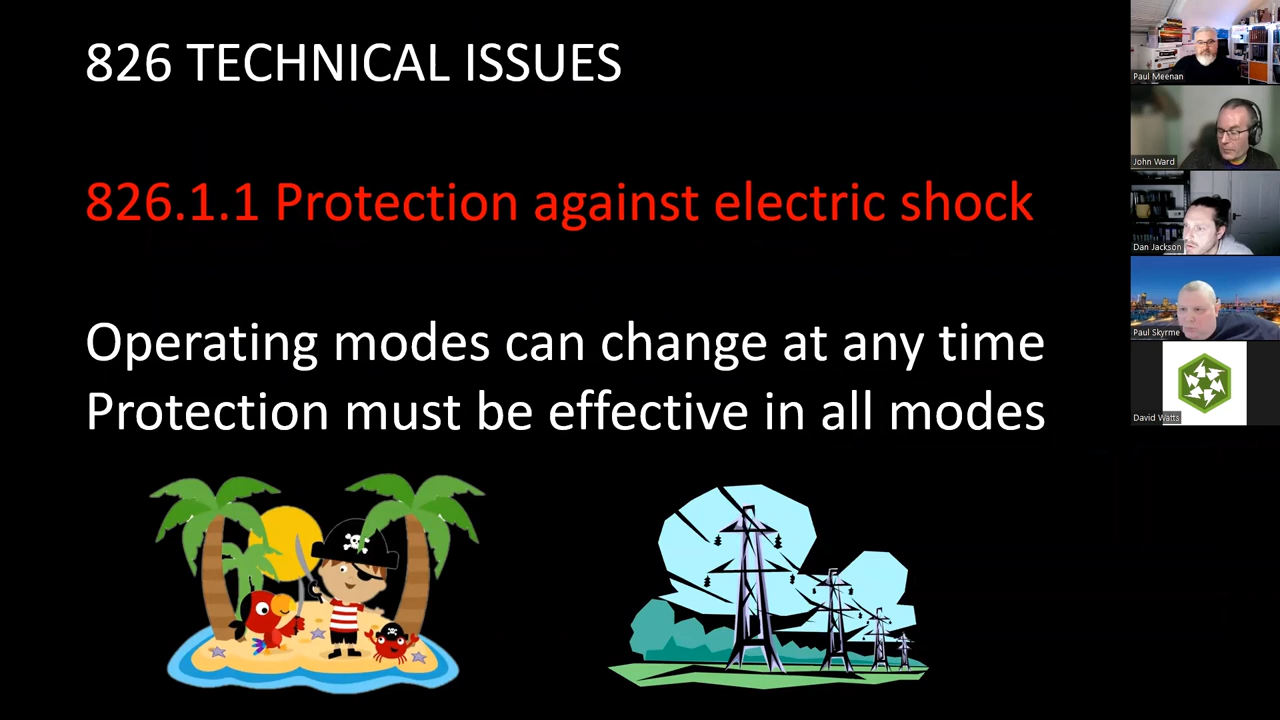 826 TECHNICAL ISSUES
826.1.1 Protection against electric shock
Operating modes can change at any time
Protection must be effective in all modes
Paul Meenan
John Ward
Dan Jackson
Paul Skyrme
David Watts